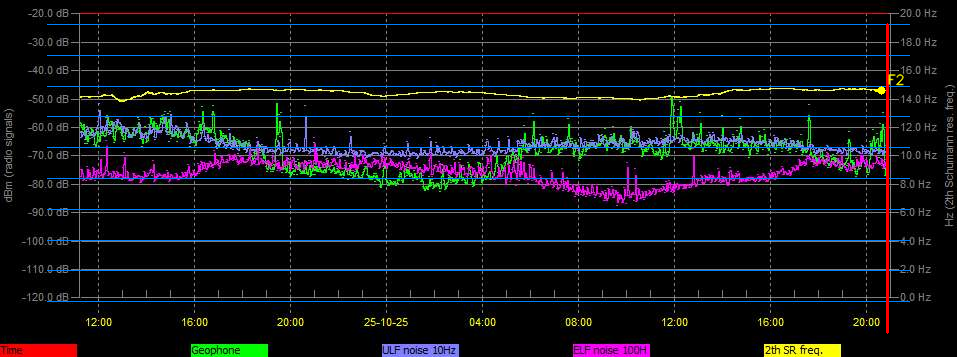 -20.0 dB 20.0 Hz
-30.0 dB 18.0 Hz
-40.0 dB 16.0 Hz
F2
-50.0 dB 14.0 Hz
-60.0 dB 12.0 Hz
-70.0 dB 10.0 Hz
-80.0 dB 8.0 Hz
-90.0 dB 6.0 Hz
-100.0 dB 4.0 Hz
-110.0 dB 2.0 Hz
-120.0 dB 0.0 Hz
dBm (radio signals)
Hz (2th Schumann res. freq.)
12:00 16:00 20:00 25-10-25 04:00 08:00 12:00 16:00 20:00
Time Geophone ULF noise 10Hz ELF noise 100H 2th SR freq.